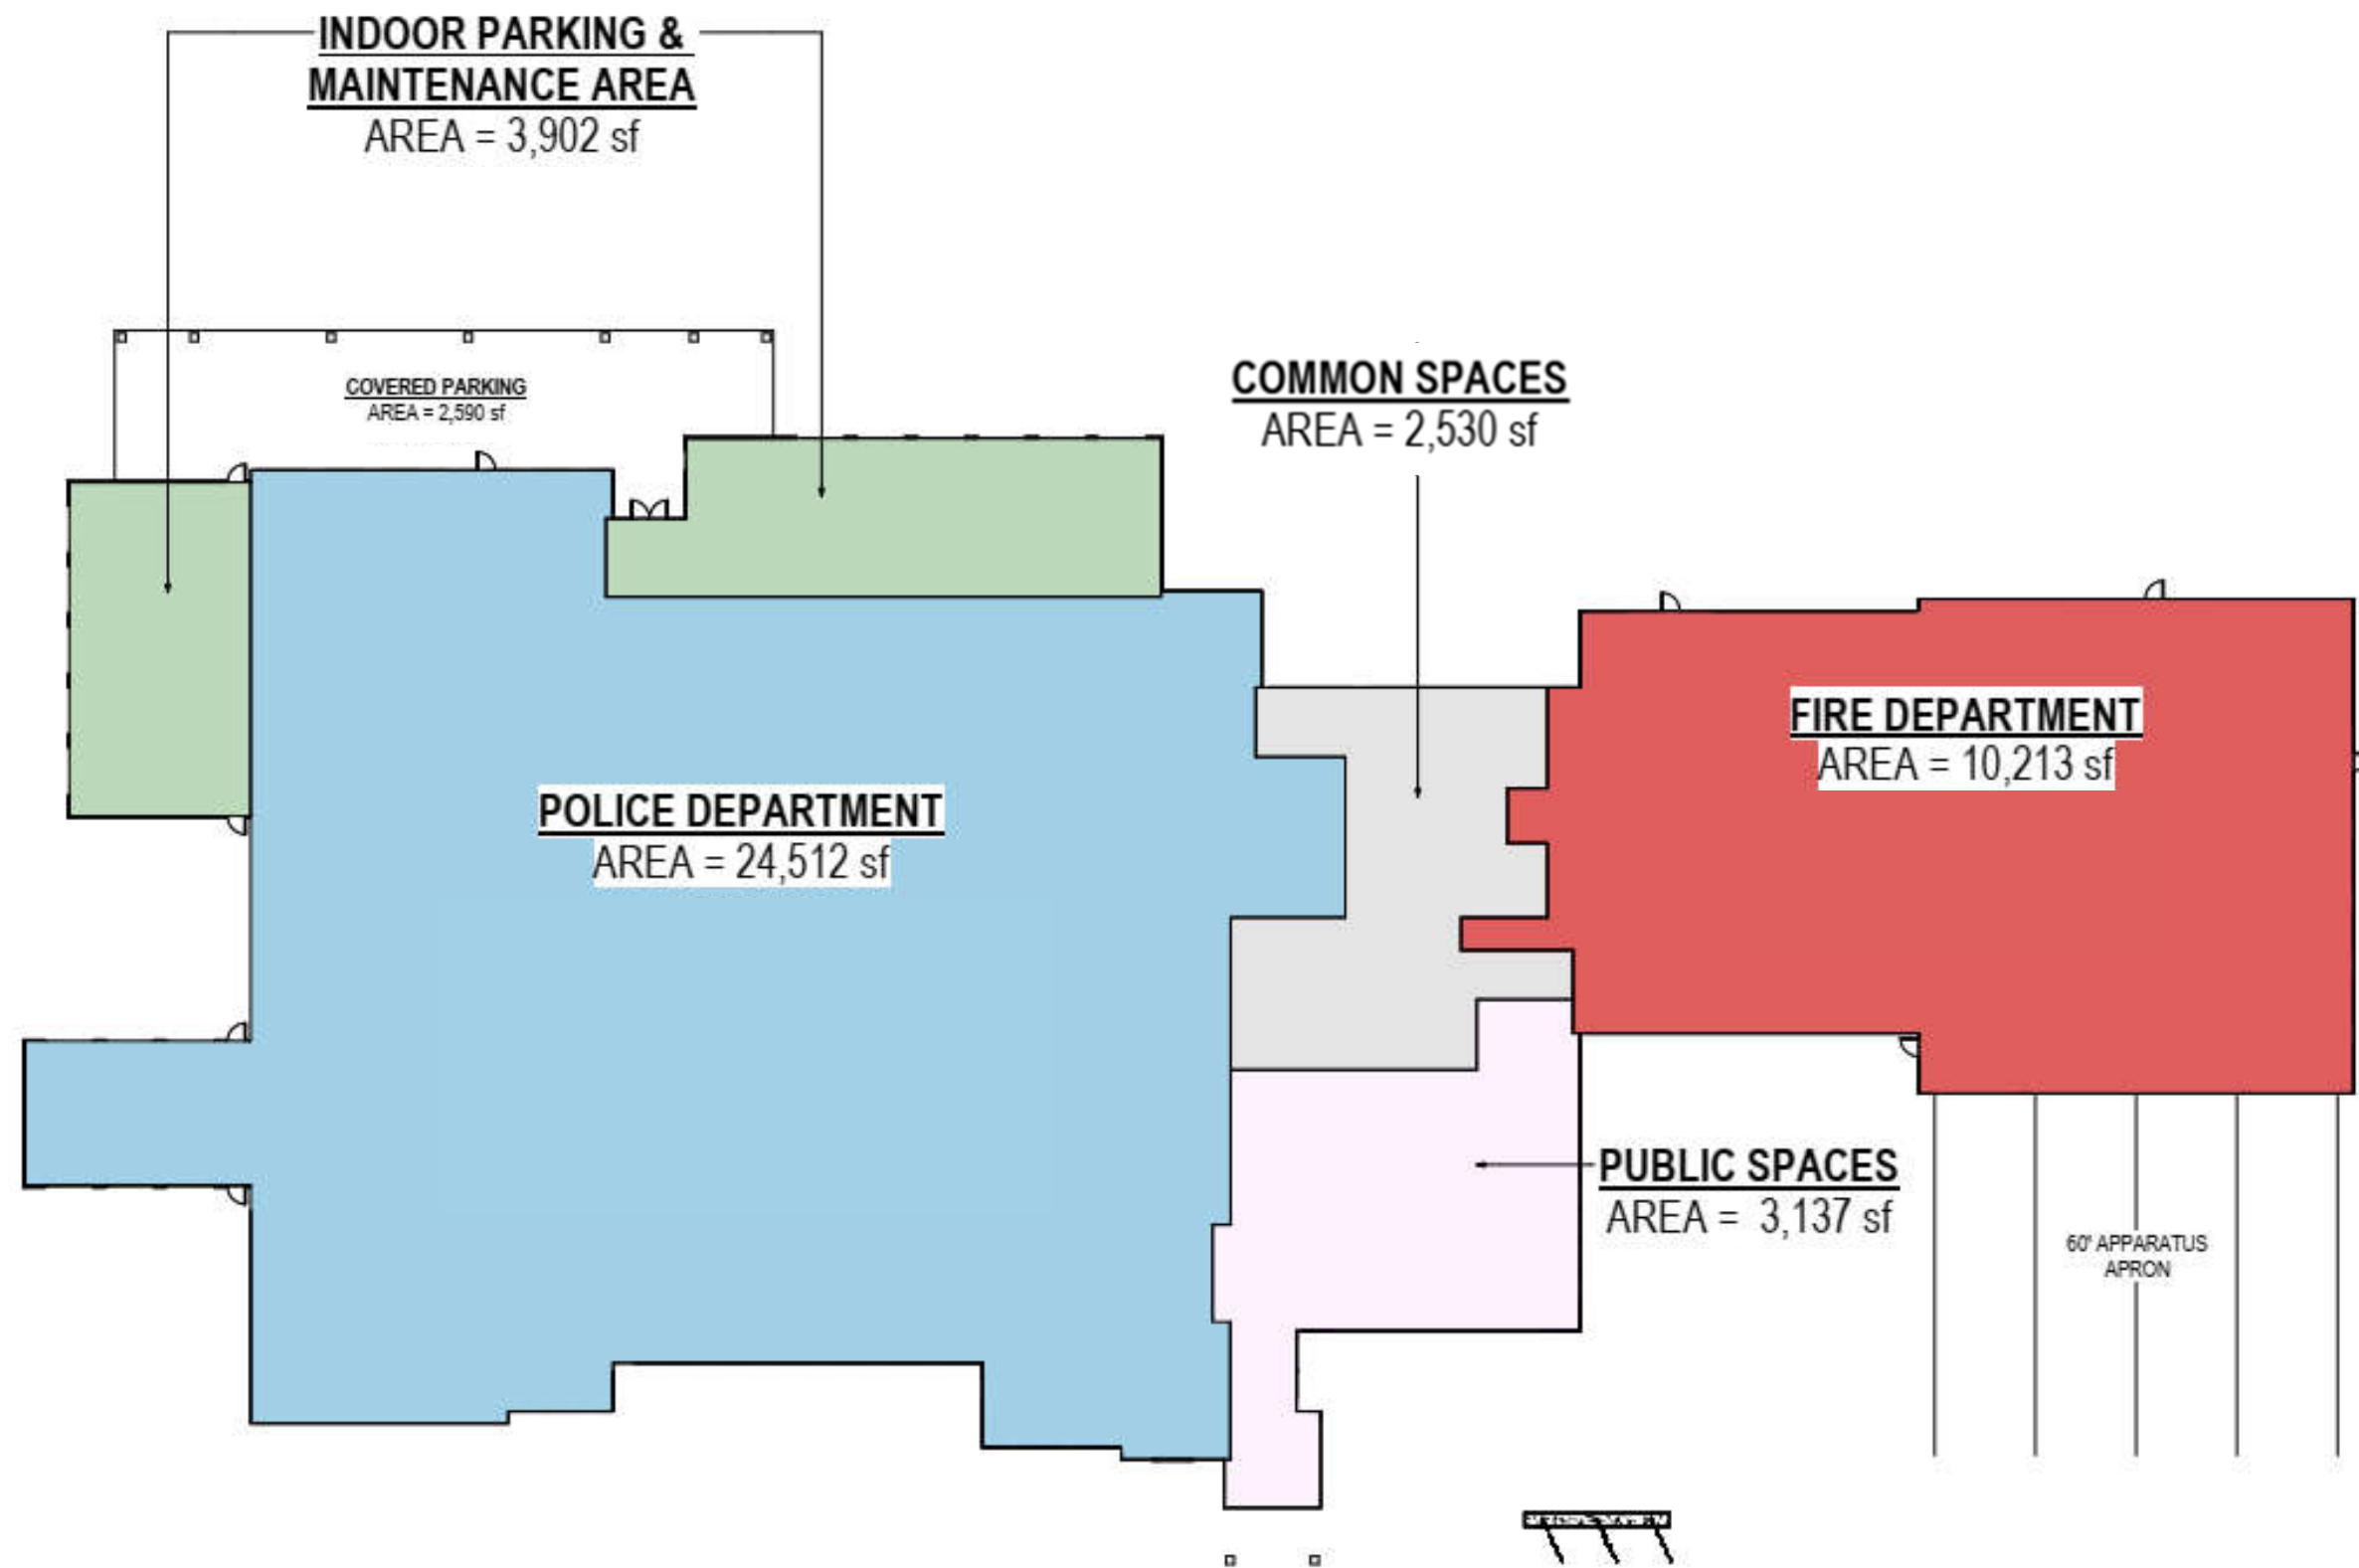 INDOOR PARKING &
MAINTENANCE AREA
AREA = 3,902 sf
COVERED PARKING
AREA = 2,590 sf
COMMON SPACES
AREA = 2,530 sf
FIRE DEPARTMENT
AREA = 10,213 sf
POLICE DEPARTMENT
AREA = 24,512 sf
PUBLIC SPACES
AREA = 3,137 sf
60' APPARATUS
APRON